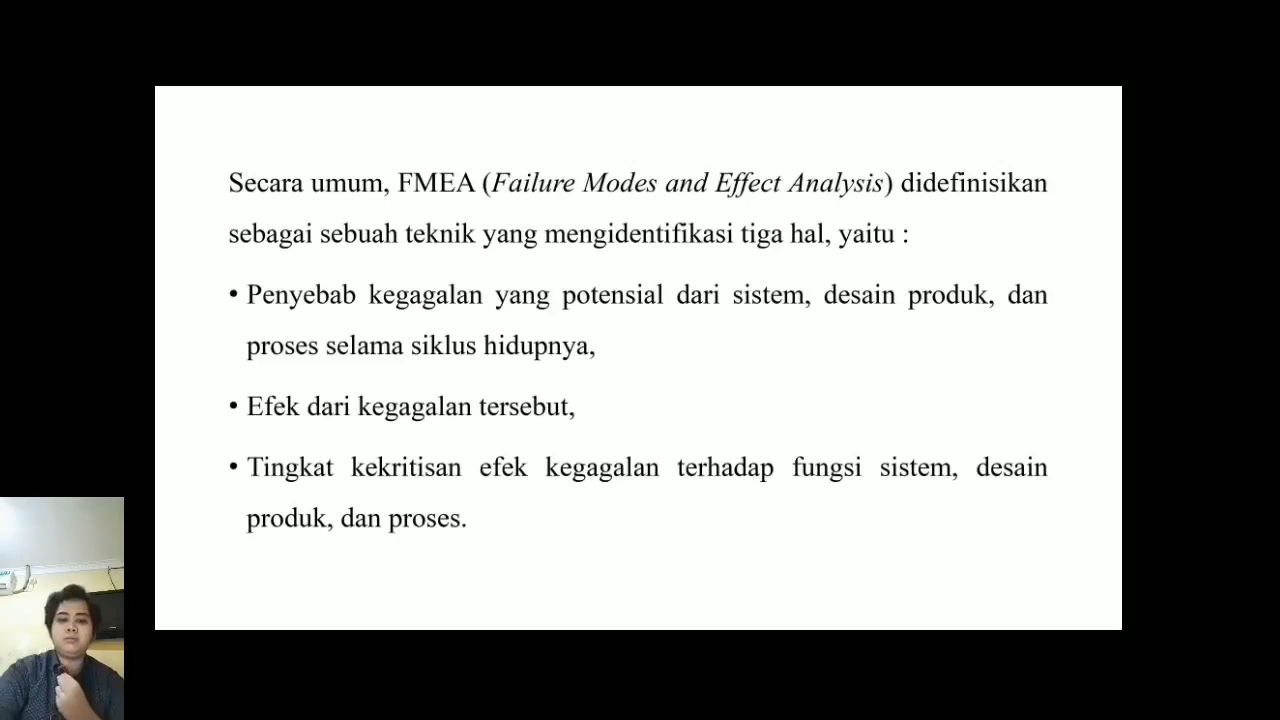 Secara umum, FMEA (Failure Modes and Effect Analysis) didefinisikan
sebagai sebuah teknik yang mengidentifikasi tiga hal, yaitu :
• Penyebab kegagalan yang potensial dari sistem, desain produk, dan
proses selama siklus hidupnya,
• Efek dari kegagalan tersebut,
• Tingkat kekritisan efek kegagalan terhadap fungsi sistem, desain
produk, dan proses.